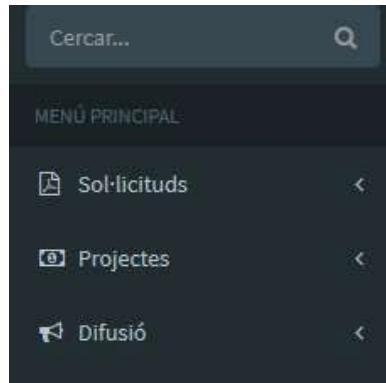 Cercar...
MENÚ PRINCIPAL
Sol·licituds
Projectes
Difusió